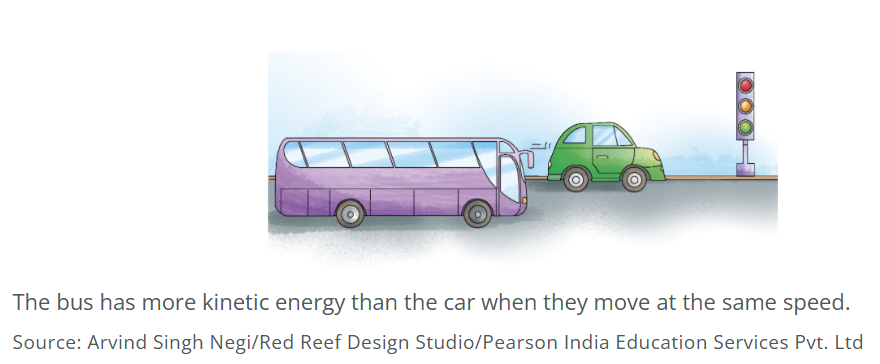 The bus has more kinetic energy than the car when they move at the same speed.
Source: Arvind Singh Negi/Red Reef Design Studio/Pearson India Education Services Pvt. Ltd